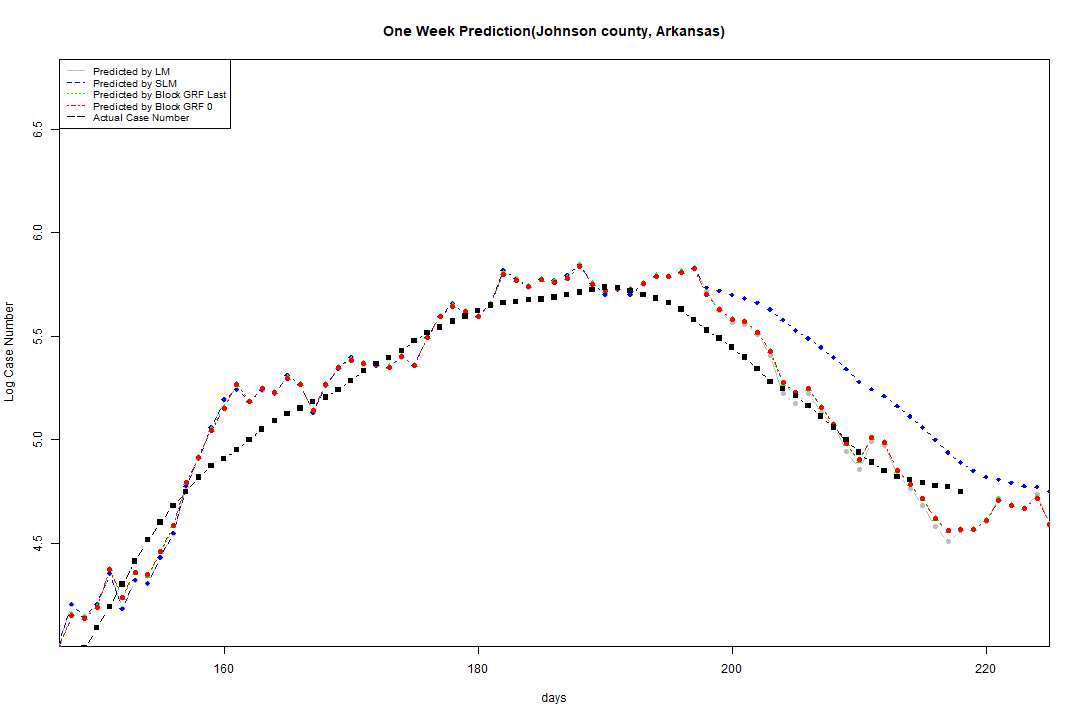 One Week Prediction(Johnson county, Arkansas)
Predicted by LM
Predicted by SLM
Predicted by Block GRF Last
Predicted by Block GRF 0
Actual Case Number
6.5
6.0
5.5
5.0
4.5
Log Case Number
160 180 200 220
days